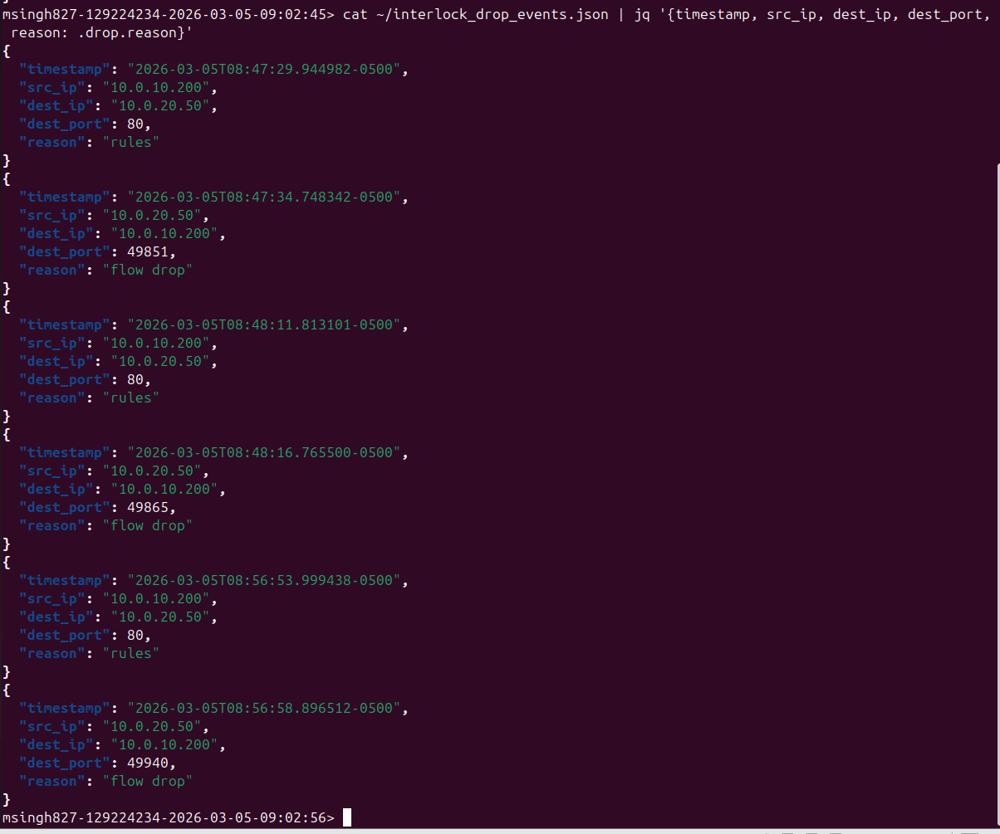 msingh827-129224234-2026-03-05-09:02:45> cat ~/interlock_drop_events.json | jq '{timestamp, src_ip, dest_ip, dest_port,
 reason: .drop.reason}'
{
  "timestamp": "2026-03-05T08:47:29.944982-0500",
  "src_ip": "10.0.10.200",
  "dest_ip": "10.0.20.50",
  "dest_port": 80,
  "reason": "rules"
}
{
  "timestamp": "2026-03-05T08:47:34.748342-0500",
  "src_ip": "10.0.20.50",
  "dest_ip": "10.0.10.200",
  "dest_port": 49851,
  "reason": "flow drop"
}
{
  "timestamp": "2026-03-05T08:48:11.813101-0500",
  "src_ip": "10.0.10.200",
  "dest_ip": "10.0.20.50",
  "dest_port": 80,
  "reason": "rules"
}
{
  "timestamp": "2026-03-05T08:48:16.765500-0500",
  "src_ip": "10.0.20.50",
  "dest_ip": "10.0.10.200",
  "dest_port": 49865,
  "reason": "flow drop"
}
{
  "timestamp": "2026-03-05T08:56:53.999438-0500",
  "src_ip": "10.0.10.200",
  "dest_ip": "10.0.20.50",
  "dest_port": 80,
  "reason": "rules"
}
{
  "timestamp": "2026-03-05T08:56:58.896512-0500",
  "src_ip": "10.0.20.50",
  "dest_ip": "10.0.10.200",
  "dest_port": 49940,
  "reason": "flow drop"
}
msingh827-129224234-2026-03-05-09:02:56>